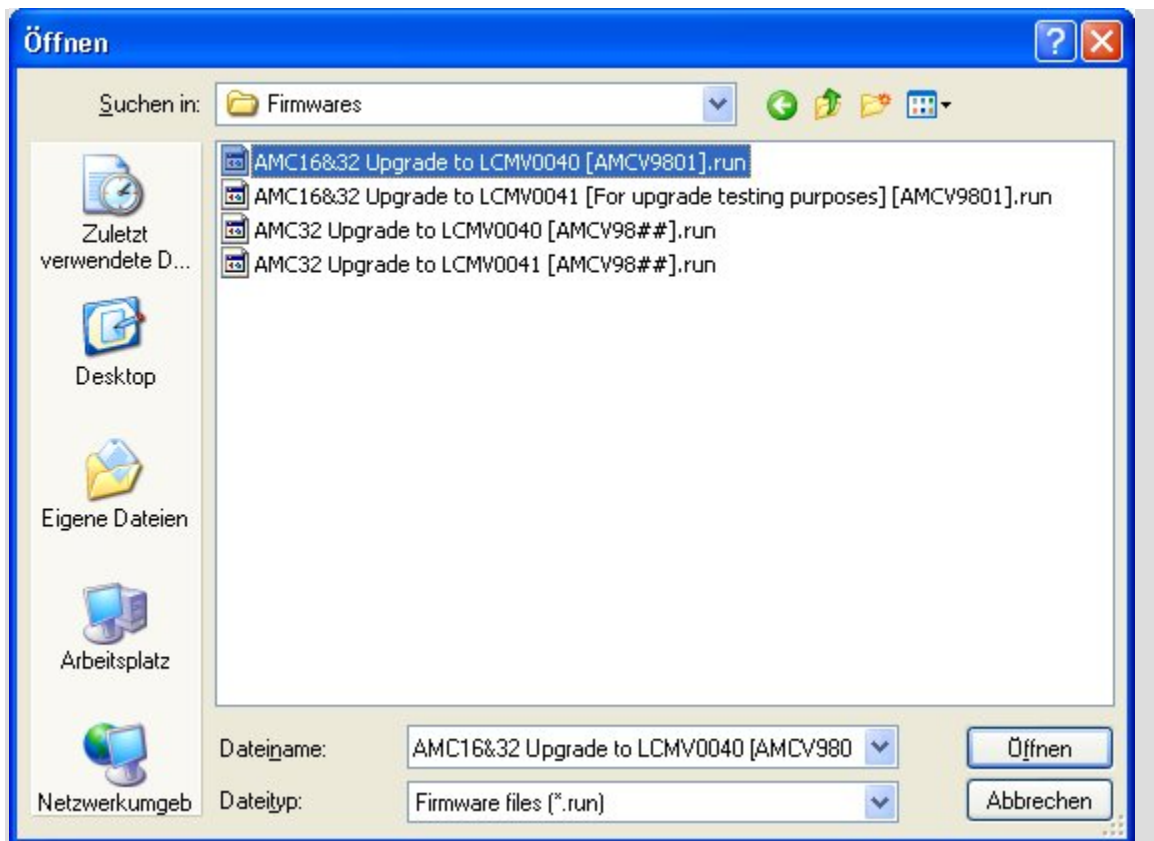 Öffnen
Suchen in: Firmwares
AMC16&32 Upgrade to LCMV0040 [AMCV9801].run
AMC16&32 Upgrade to LCMV0041 [For upgrade testing purposes] [AMCV9801].run
AMC32 Upgrade to LCMV0040 [AMCV98##].run
AMC32 Upgrade to LCMV0041 [AMCV98##].run
Zuletzt
verwendete D...
Desktop
Eigene Dateien
Arbeitsplatz
Netzwerkumgeb
Dateiname: AMC16&32 Upgrade to LCMV0040 [AMCV980 Öffnen
Dateityp: Firmware files (*.run) Abbrechen